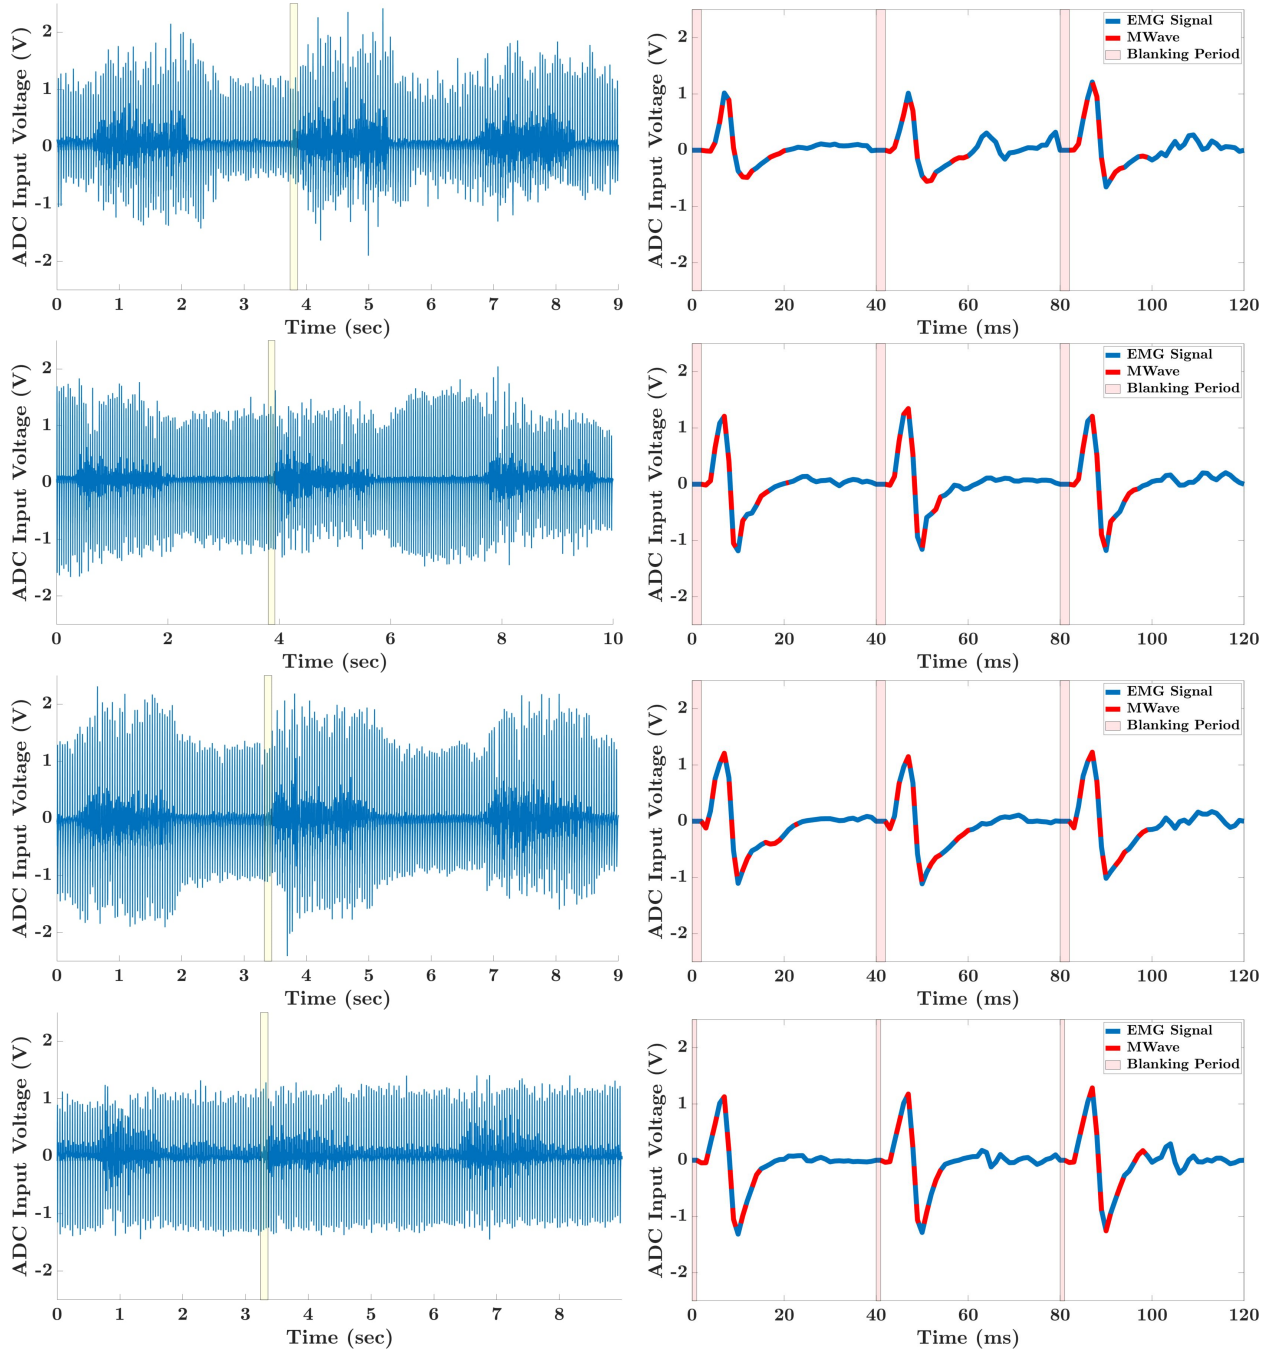 ADC Input Voltage (V)
2
1
0
-1
-2
0 1 2 3 4 5 6 7 8 9
Time (sec)
ADC Input Voltage (V)
2
1
0
-1
-2
EMG Signal
MWave
Blanking Period
0 20 40 60 80 100 120
Time (ms)
ADC Input Voltage (V)
2
1
0
-1
-2
0 2 4 6 8 10
Time (sec)
ADC Input Voltage (V)
2
1
0
-1
-2
EMG Signal
MWave
Blanking Period
0 20 40 60 80 100 120
Time (ms)
ADC Input Voltage (V)
2
1
0
-1
-2
0 1 2 3 4 5 6 7 8 9
Time (sec)
ADC Input Voltage (V)
2
1
0
-1
-2
EMG Signal
MWave
Blanking Period
0 20 40 60 80 100 120
Time (ms)
ADC Input Voltage (V)
2
1
0
-1
-2
0 1 2 3 4 5 6 7 8
Time (sec)
ADC Input Voltage (V)
2
1
0
-1
-2
EMG Signal
MWave
Blanking Period
0 20 40 60 80 100 120
Time (ms)